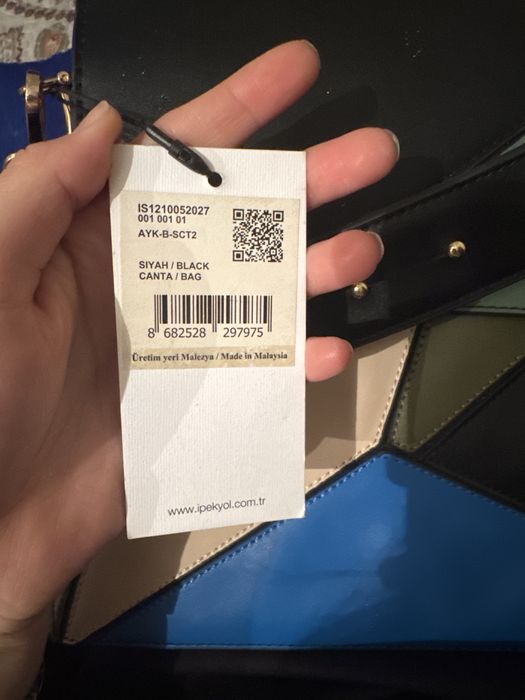 IS1210052027
001 001 01
AYK-B-SCT2
SIYAH / BLACK
CANTA / BAG
8 682528 297975
Üretim yeri Malezya / Made in Malaysia
www.ipekyol.com.tr